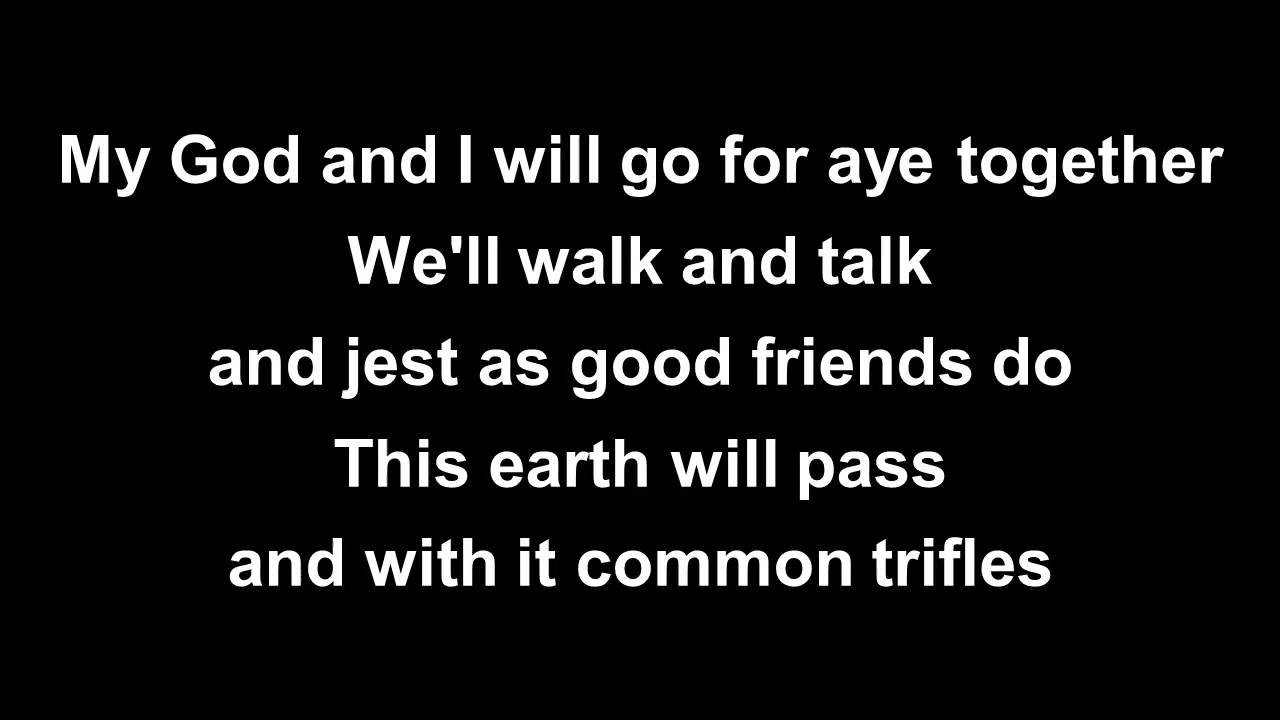 My God and I will go for aye together
We'll walk and talk
and jest as good friends do
This earth will pass
and with it common trifles